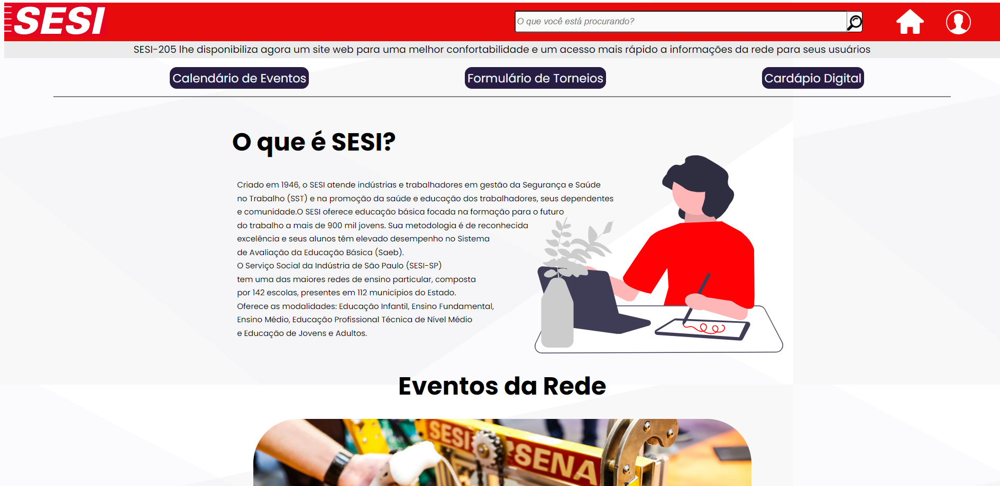 SESI
O que você está procurando?
SESI-205 lhe disponibiliza agora um site web para uma melhor confortabilidade e um acesso mais rápido a informações da rede para seus usuários
Calendário de Eventos
Formulário de Torneios
Cardápio Digital
O que é SESI?
Criado em 1946, o SESI atende indústrias e trabalhadores em gestão da Segurança e Saúde
no Trabalho (SST) e na promoção da saúde e educação dos trabalhadores, seus dependentes
e comunidade.O SESI oferece educação básica focada na formação para o futuro
do trabalho a mais de 900 mil jovens. Sua metodologia é de reconhecida
excelência e seus alunos têm elevado desempenho no Sistema
de Avaliação da Educação Básica (Saeb).
O Serviço Social da Indústria de São Paulo (SESI-SP)
tem uma das maiores redes de ensino particular, composta
por 142 escolas, presentes em 112 municípios do Estado.
Oferece as modalidades: Educação Infantil, Ensino Fundamental,
Ensino Médio, Educação Profissional Técnica de Nível Médio
e Educação de Jovens e Adultos.
Eventos da Rede
SESI
SENA